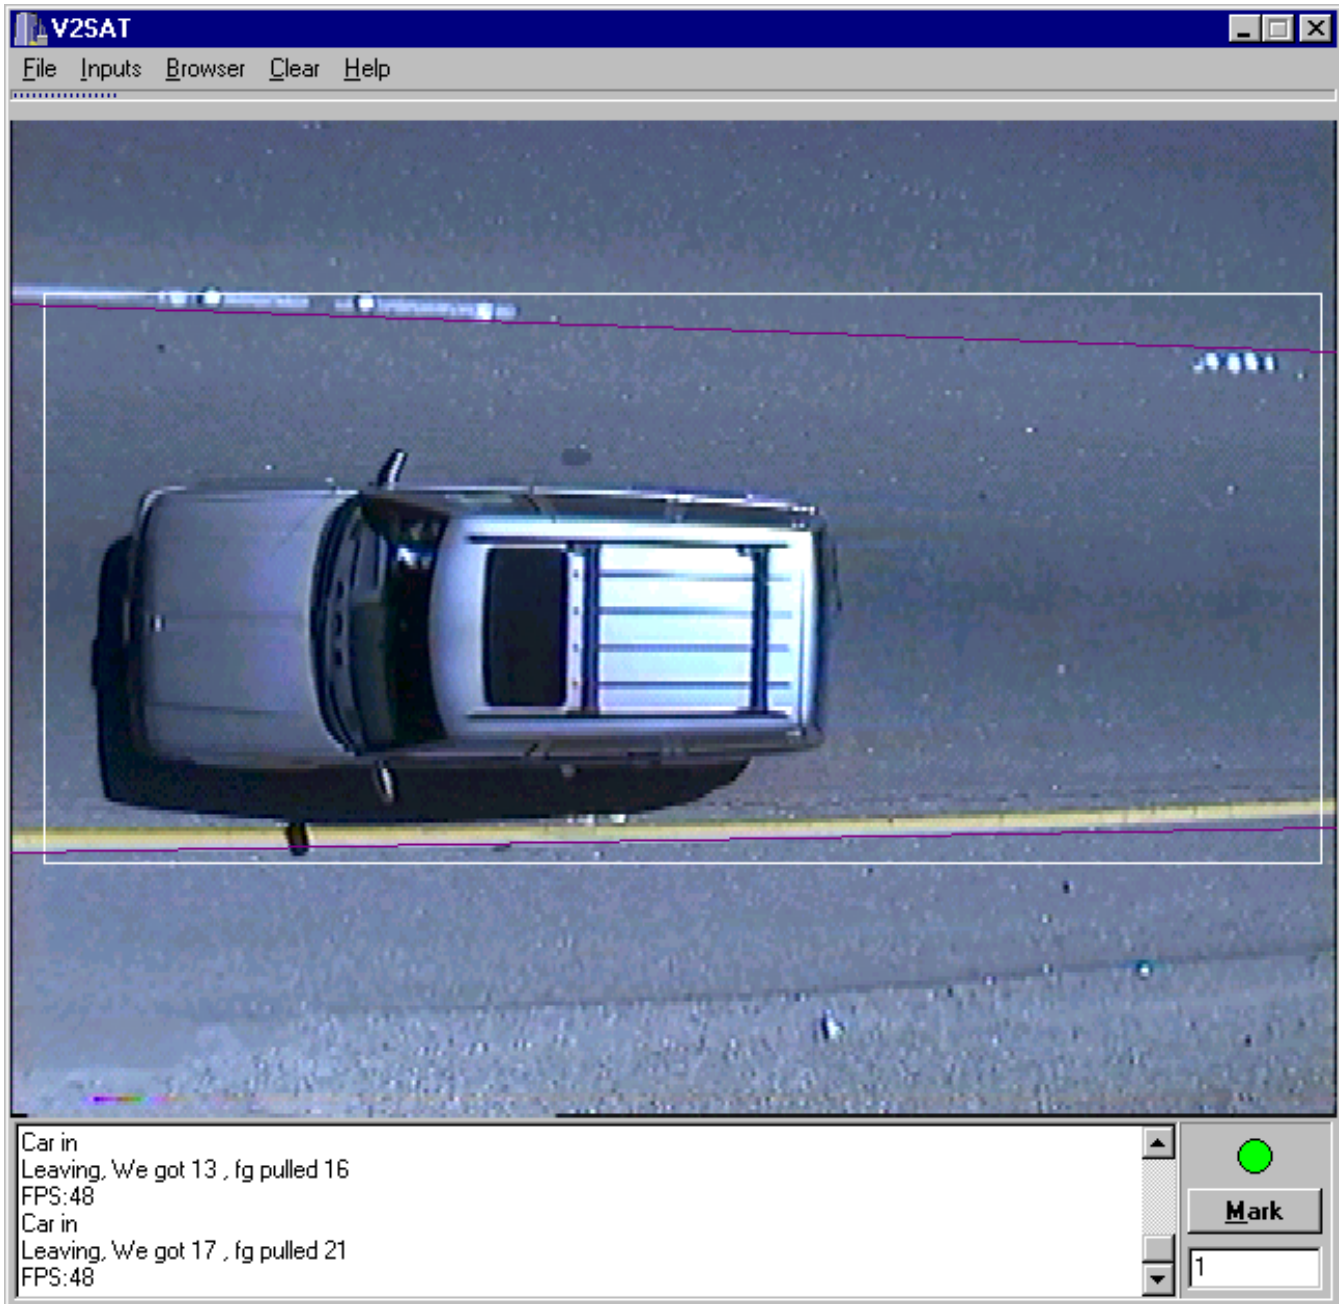 V2SAT
File Inputs Browser Clear Help
Car in
Leaving, We got 13 , fg pulled 16
FPS:48
Car in
Leaving, We got 17 , fg pulled 21
FPS:48
Mark
1